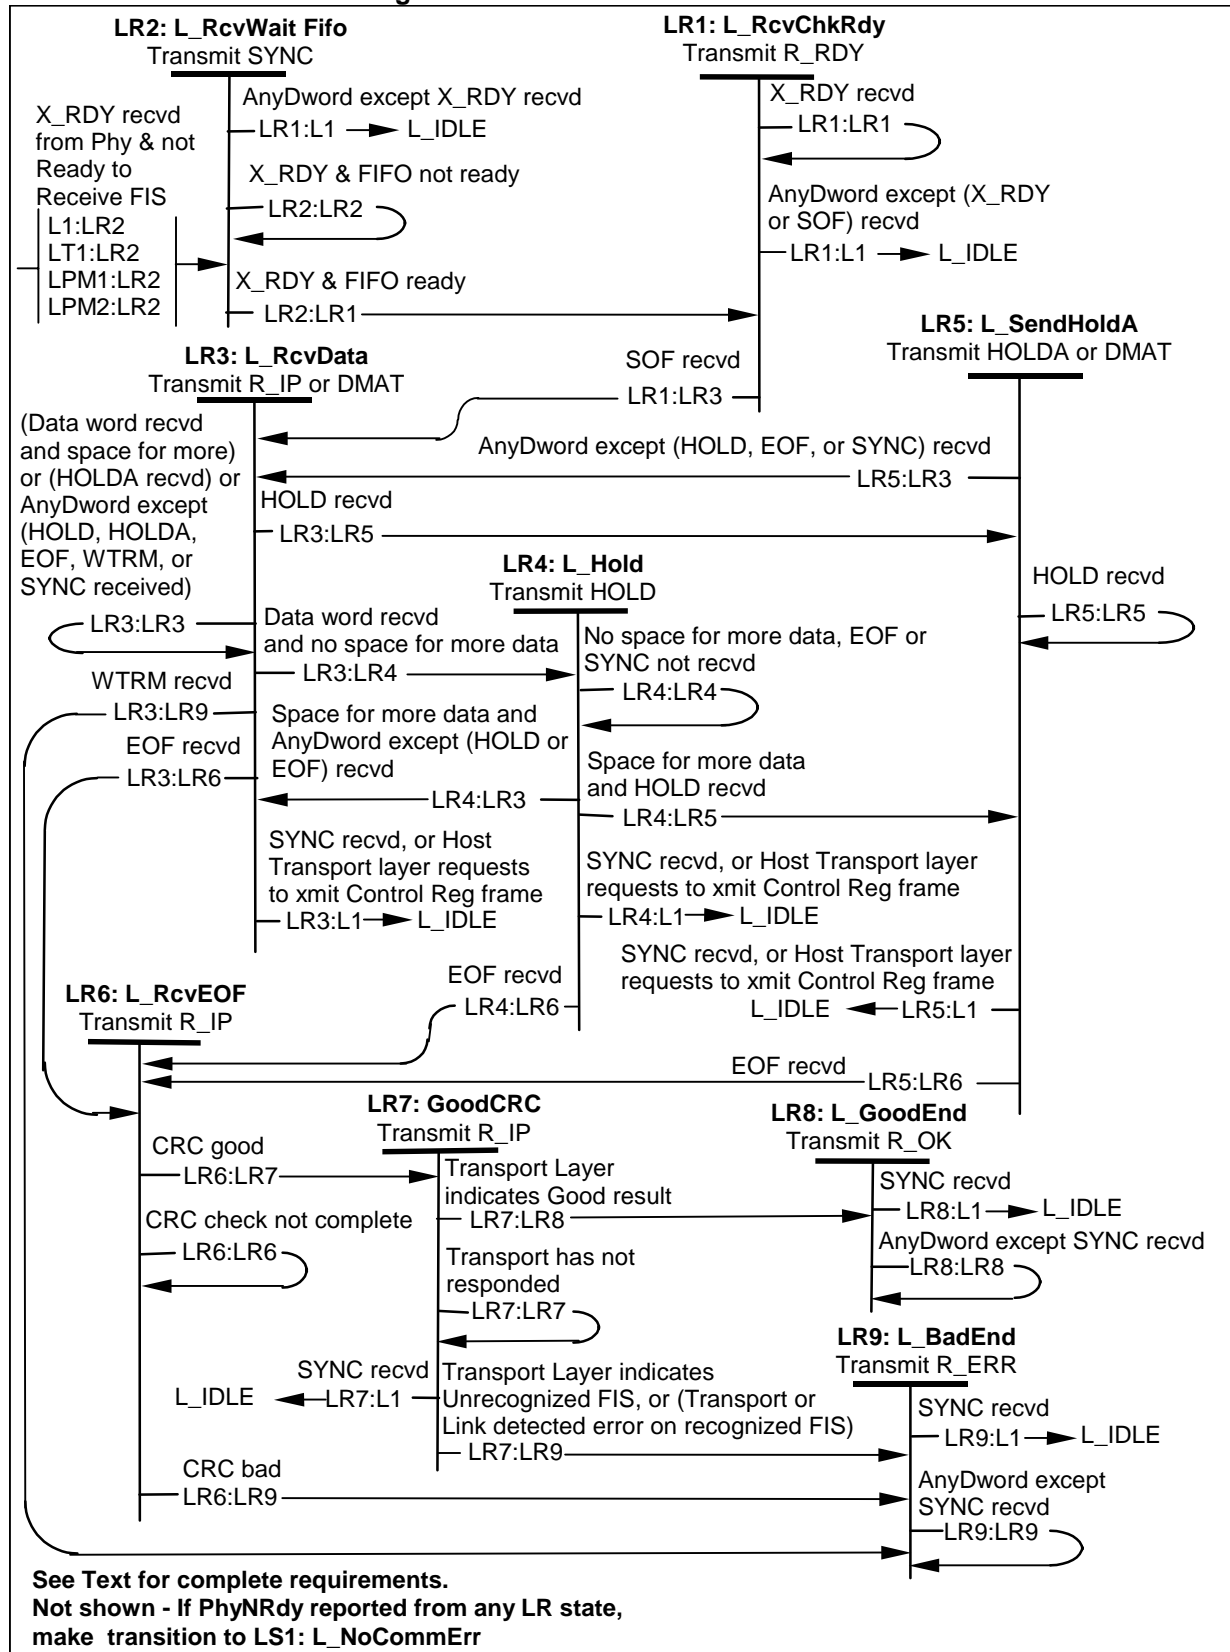 LR2: L_RcvWait Fifo
Transmit SYNC
X_RDY recvd
from Phy & not
Ready to
Receive FIS
L1:LR2
LT1:LR2
LPM1:LR2
LPM2:LR2
AnyDword except X_RDY recvd
LR1:L1
L_IDLE
X_RDY & FIFO not ready
LR2:LR2
X_RDY & FIFO ready
LR2:LR1
LR1: L_RcvChkRdy
Transmit R_RDY
X_RDY recvd
LR1:LR1
AnyDword except (X_RDY
or SOF) recvd
LR1:L1
L_IDLE
SOF recvd
LR1:LR3
LR5: L_SendHoldA
Transmit HOLDA or DMAT
LR3: L_RcvData
Transmit R_IP or DMAT
(Data word recvd
and space for more)
or (HOLDA recvd) or
AnyDword except
(HOLD, HOLDA,
EOF, WTRM, or
SYNC received)
LR3:LR3
AnyDword except (HOLD, EOF, or SYNC) recvd
LR5:LR3
HOLD recvd
LR3:LR5
HOLD recvd
LR5:LR5
LR4: L_Hold
Transmit HOLD
Data word recvd
and no space for more data
LR3:LR4
No space for more data, EOF or
SYNC not recvd
LR4:LR4
WTRM recvd
LR3:LR9
EOF recvd
LR3:LR6
Space for more data and
AnyDword except (HOLD or
EOF) recvd
LR4:LR3
Space for more data
and HOLD recvd
LR4:LR5
SYNC recvd, or Host
Transport layer requests
to xmit Control Reg frame
LR3:L1
L_IDLE
SYNC recvd, or Host Transport layer
requests to xmit Control Reg frame
LR4:L1
L_IDLE
SYNC recvd, or Host Transport layer
requests to xmit Control Reg frame
L_IDLE
LR5:L1
EOF recvd
LR4:LR6
EOF recvd
LR5:LR6
LR6: L_RcvEOF
Transmit R_IP
CRC good
LR6:LR7
CRC check not complete
LR6:LR6
CRC bad
LR6:LR9
LR7: GoodCRC
Transmit R_IP
Transport Layer
indicates Good result
LR7:LR8
Transport has not
responded
LR7:LR7
SYNC recvd
L_IDLE
LR7:L1
Transport Layer indicates
Unrecognized FIS, or (Transport or
Link detected error on recognized FIS)
LR7:LR9
LR8: L_GoodEnd
Transmit R_OK
SYNC recvd
LR8:L1
L_IDLE
AnyDword except SYNC recvd
LR8:LR8
LR9: L_BadEnd
Transmit R_ERR
SYNC recvd
LR9:L1
L_IDLE
AnyDword except
SYNC recvd
LR9:LR9
See Text for complete requirements.
Not shown - If PhyNRdy reported from any LR state,
make transition to LS1: L_NoCommErr